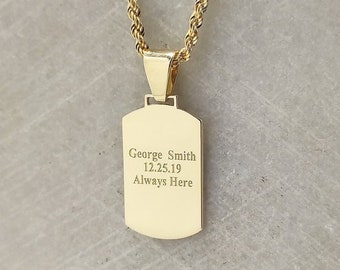 George Smith
12.25.19
Always Here